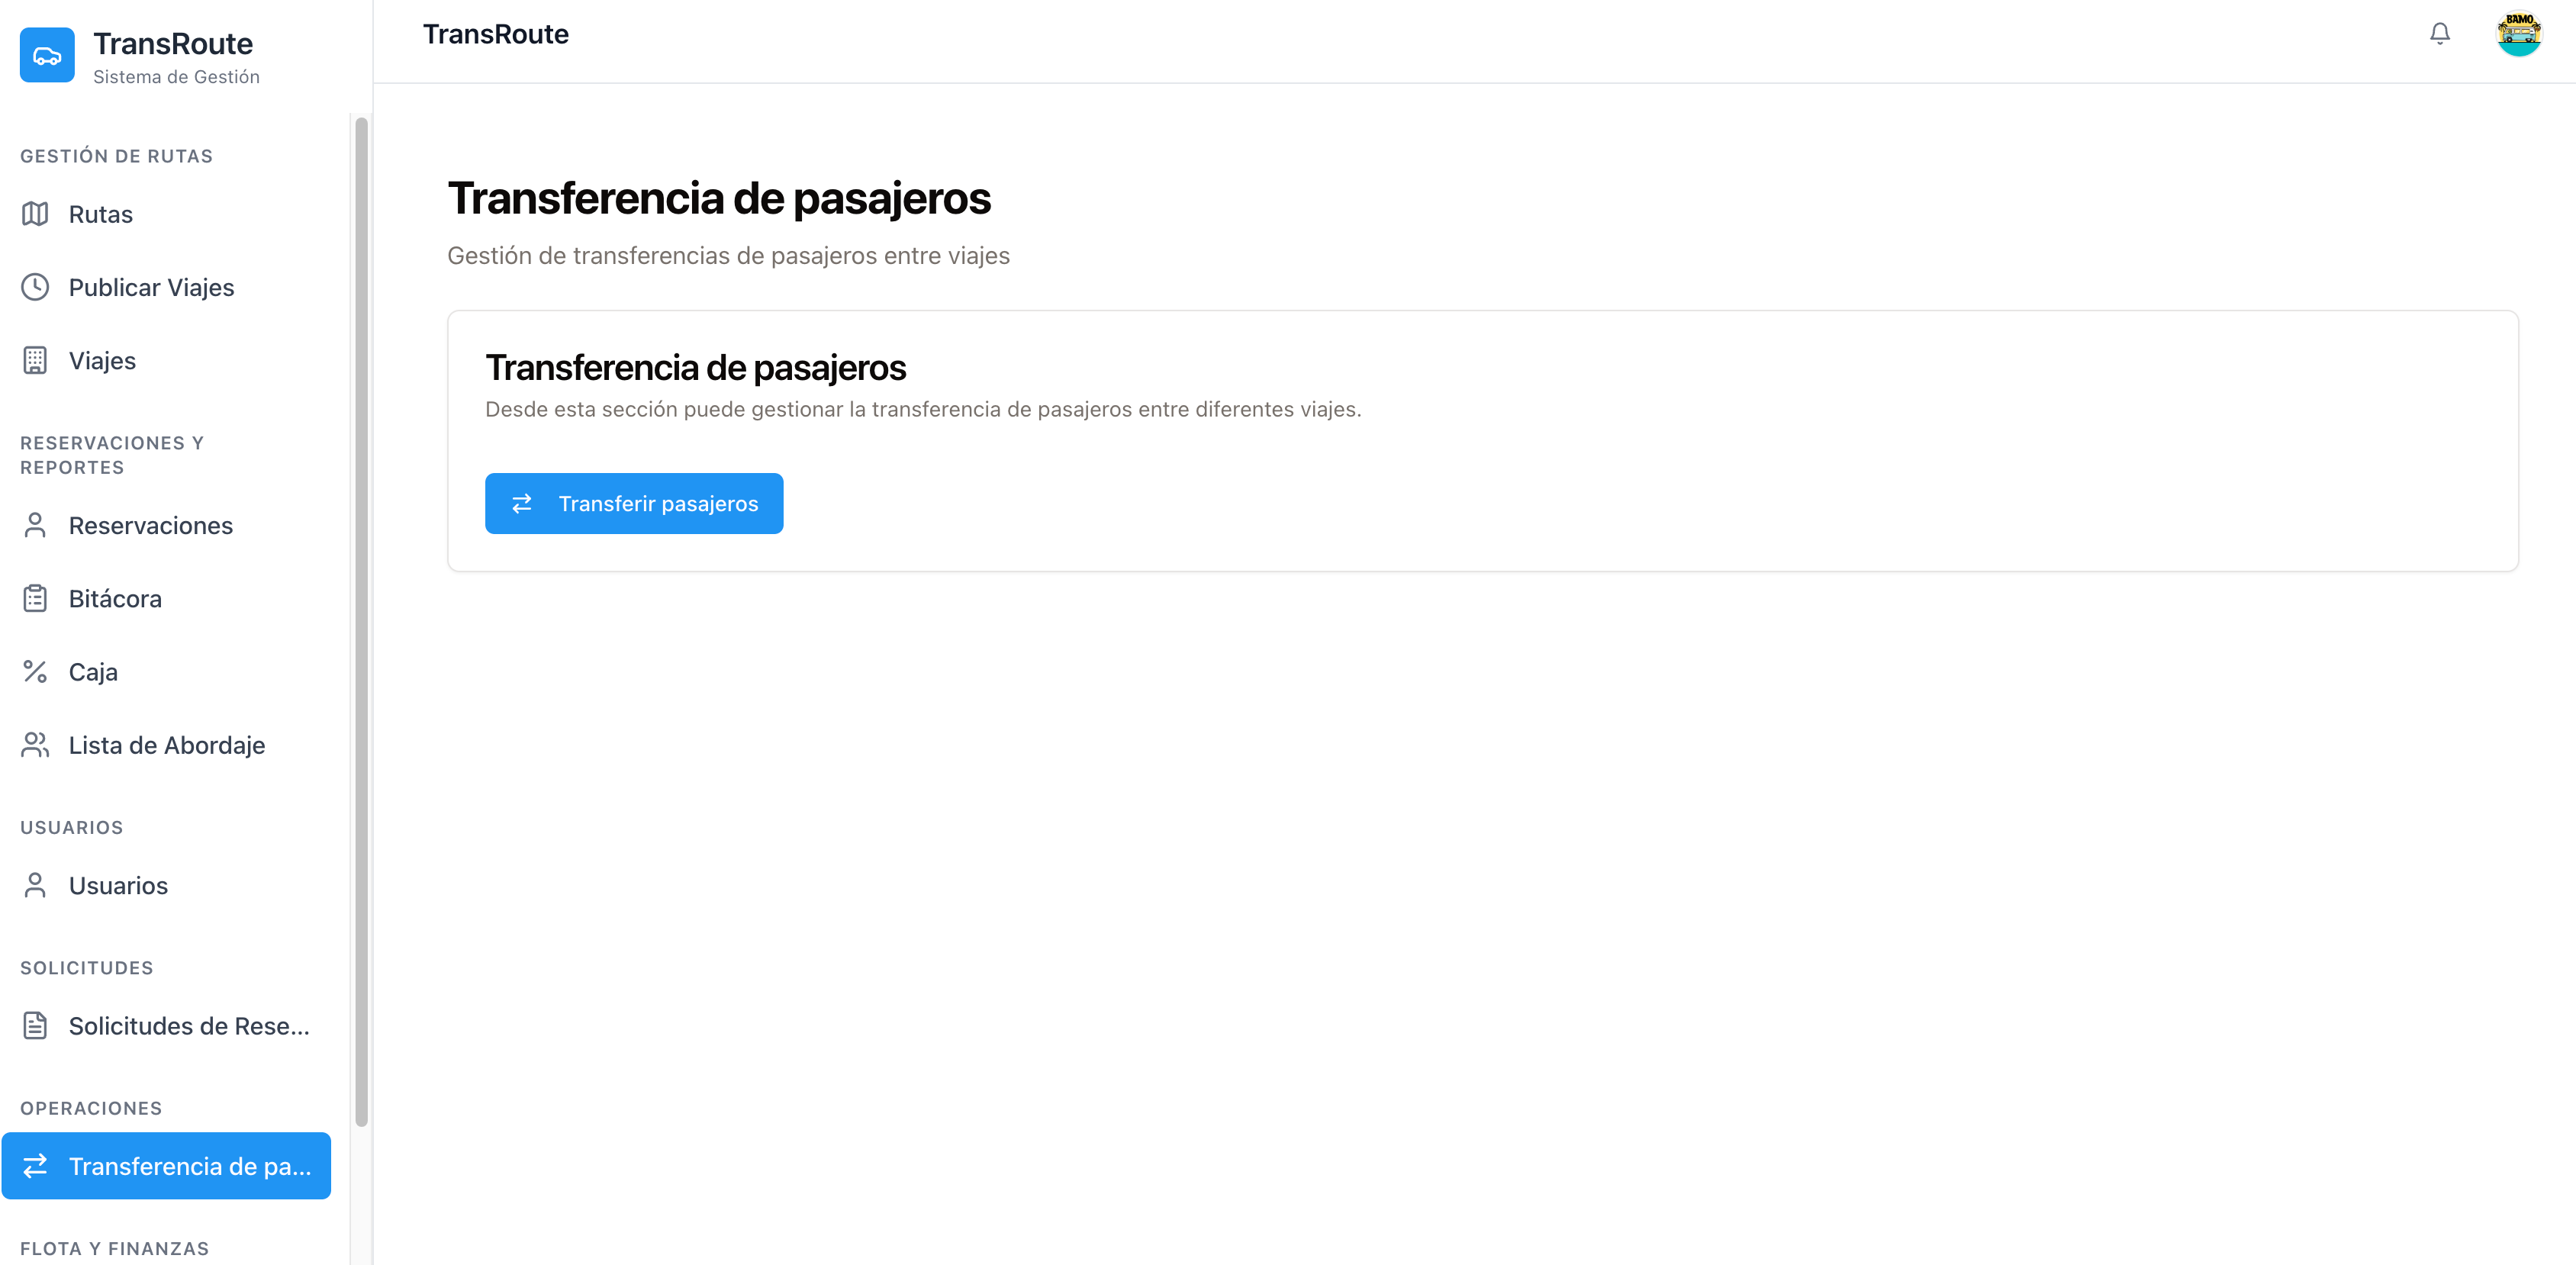 TransRoute
Sistema de Gestión
GESTIÓN DE RUTAS
Rutas
Publicar Viajes
Viajes
RESERVACIONES Y
REPORTES
Reservaciones
Bitácora
Caja
Lista de Abordaje
USUARIOS
Usuarios
SOLICITUDES
Solicitudes de Rese...
OPERACIONES
Transferencia de pa...
FLOTA Y FINANZAS
TransRoute
BAMO
Transferencia de pasajeros
Gestión de transferencias de pasajeros entre viajes
Transferencia de pasajeros
Desde esta sección puede gestionar la transferencia de pasajeros entre diferentes viajes.
Transferir pasajeros